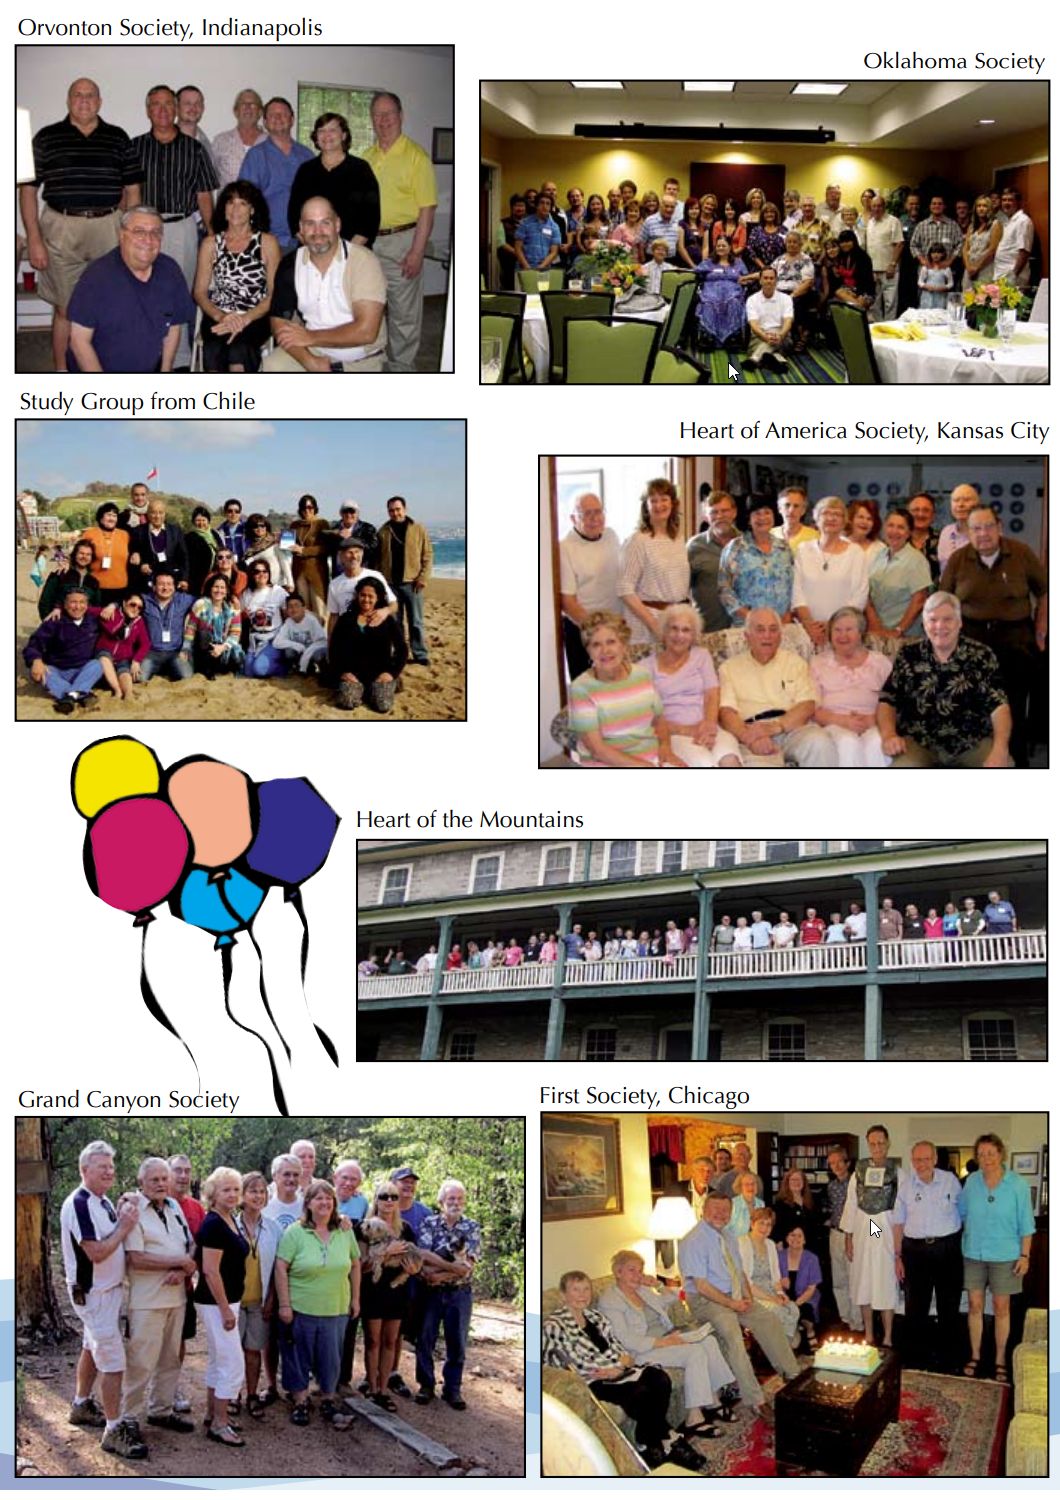 Orvonton Society, Indianapolis
Oklahoma Society
Study Group from Chile
Heart of America Society, Kansas City
Heart of the Mountains
Grand Canyon Society
First Society, Chicago